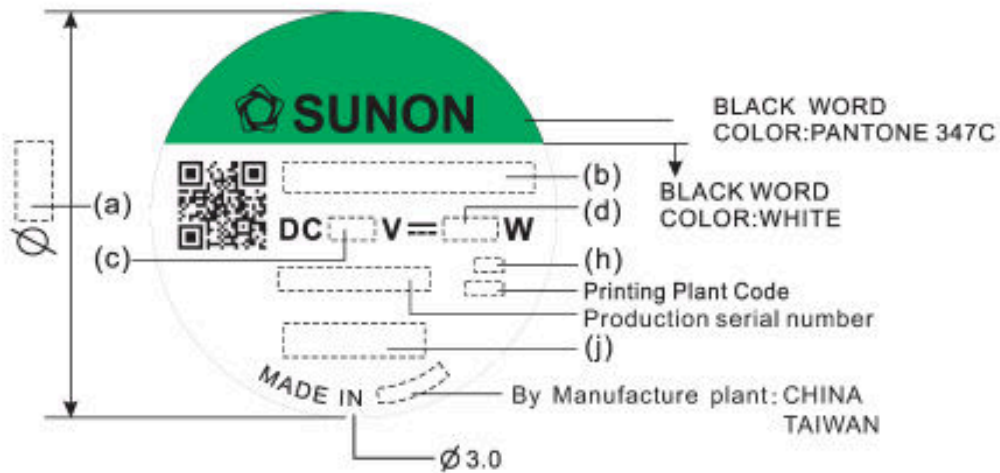 SUNON
BLACK WORD
COLOR:PANTONE 347C
BLACK WORD
COLOR:WHITE
(a)
(b)
Ø
DC V W
(d)
(c)
(h)
Printing Plant Code
Production serial number
(j)
MADE IN
By Manufacture plant: CHINA
TAIWAN
Ø3.0